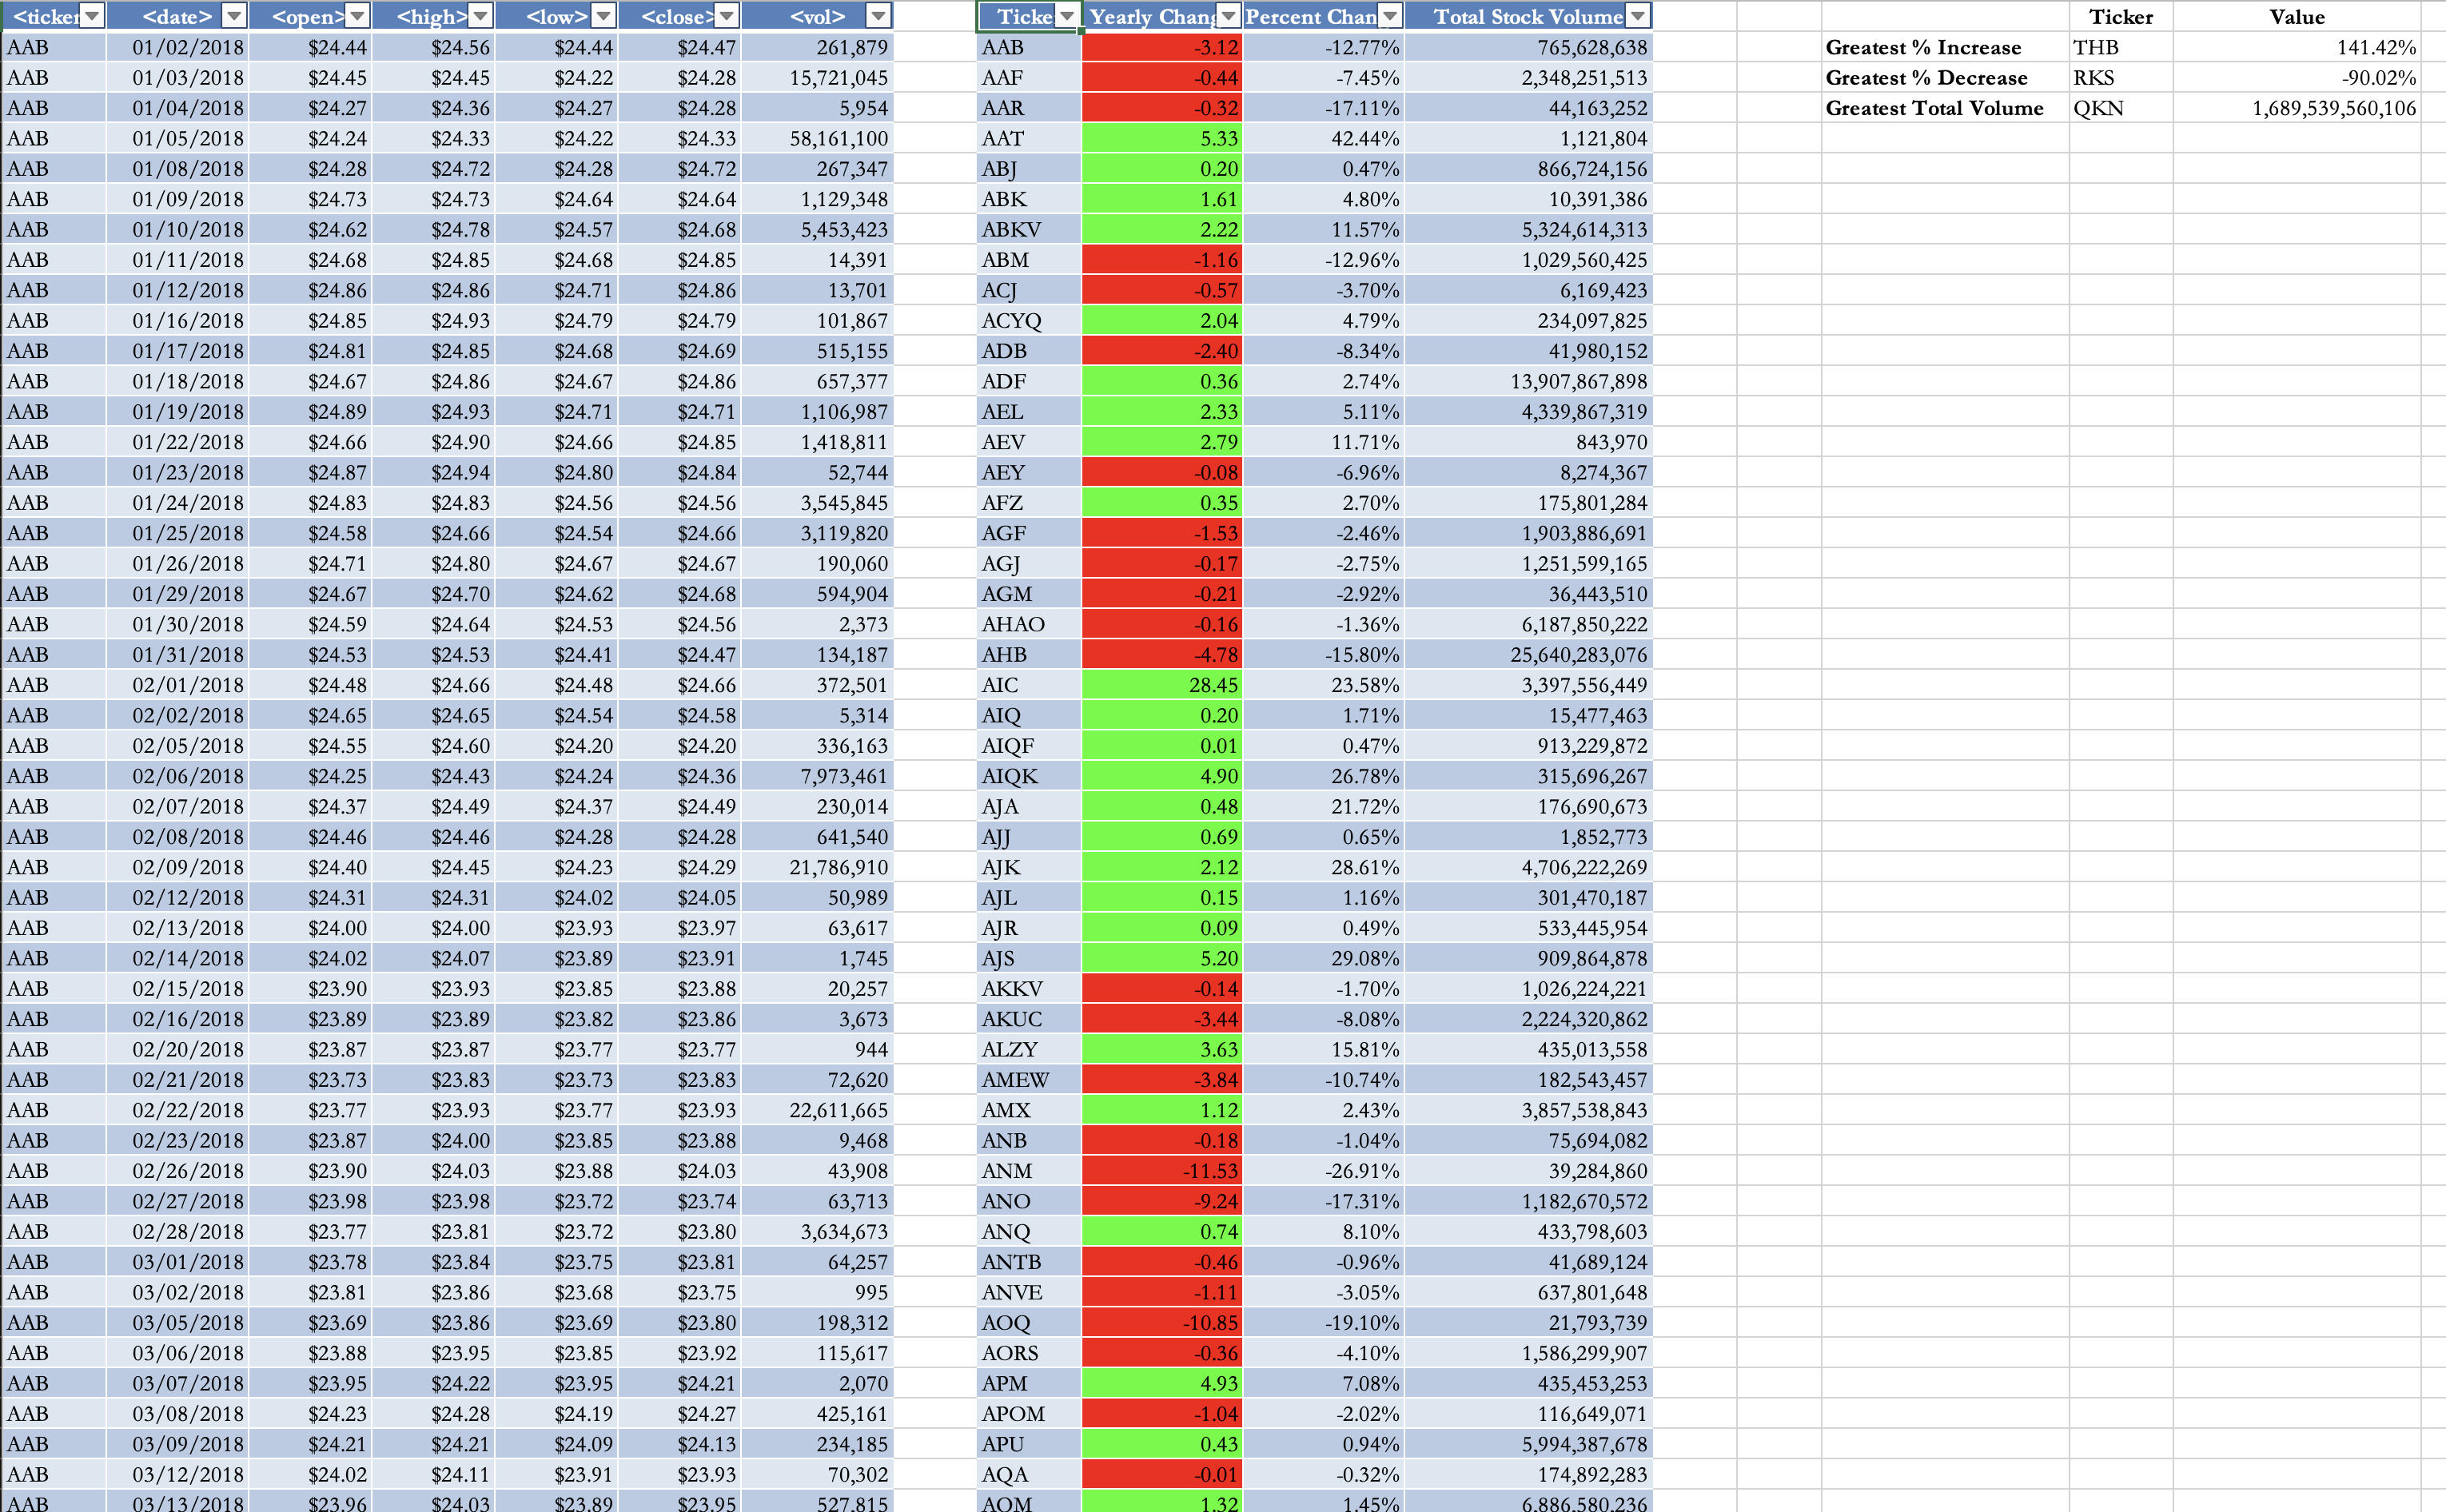 <ticker <date> <open> <high> <low> <close> <vol> Ticke Yearly Chang Percent Chan Total Stock Volume Ticker Value
AAB 01/02/2018 $24.44 $24.56 $24.44 $24.47 261,879 AAB -3.12 -12.77% 765,628,638 Greatest % Increase THB 141.42%
AAB 01/03/2018 $24.45 $24.45 $24.22 $24.28 15,721,045 AAF -0.44 -7.45% 2,348,251,513 Greatest % Decrease RKS -90.02%
AAB 01/04/2018 $24.27 $24.36 $24.27 $24.28 5,954 AAR -0.32 -17.11% 44,163,252 Greatest Total Volume QKN 1,689,539,560,106
AAB 01/05/2018 $24.24 $24.33 $24.22 $24.33 58,161,100 AAT 5.33 42.44% 1,121,804
AAB 01/08/2018 $24.28 $24.72 $24.28 $24.72 267,347 ABJ 0.20 0.47% 866,724,156
AAB 01/09/2018 $24.73 $24.73 $24.64 $24.64 1,129,348 ABK 1.61 4.80% 10,391,386
AAB 01/10/2018 $24.62 $24.78 $24.57 $24.68 5,453,423 ABKV 2.22 11.57% 5,324,614,313
AAB 01/11/2018 $24.68 $24.85 $24.68 $24.85 14,391 ABM -1.16 -12.96% 1,029,560,425
AAB 01/12/2018 $24.86 $24.86 $24.71 $24.86 13,701 ACJ -0.57 -3.70% 6,169,423
AAB 01/16/2018 $24.85 $24.93 $24.79 $24.79 101,867 ACYQ 2.04 4.79% 234,097,825
AAB 01/17/2018 $24.81 $24.85 $24.68 $24.69 515,155 ADB -2.40 -8.34% 41,980,152
AAB 01/18/2018 $24.67 $24.86 $24.67 $24.86 657,377 ADF 0.36 2.74% 13,907,867,898
AAB 01/19/2018 $24.89 $24.93 $24.71 $24.71 1,106,987 AEL 2.33 5.11% 4,339,867,319
AAB 01/22/2018 $24.66 $24.90 $24.66 $24.85 1,418,811 AEV 2.79 11.71% 843,970
AAB 01/23/2018 $24.87 $24.94 $24.80 $24.84 52,744 AEY -0.08 -6.96% 8,274,367
AAB 01/24/2018 $24.83 $24.83 $24.56 $24.56 3,545,845 AFZ 0.35 2.70% 175,801,284
AAB 01/25/2018 $24.58 $24.66 $24.54 $24.66 3,119,820 AGF -1.53 -2.46% 1,903,886,691
AAB 01/26/2018 $24.71 $24.80 $24.67 $24.67 190,060 AGJ -0.17 -2.75% 1,251,599,165
AAB 01/29/2018 $24.67 $24.70 $24.62 $24.68 594,904 AGM -0.21 -2.92% 36,443,510
AAB 01/30/2018 $24.59 $24.64 $24.53 $24.56 2,373 AHAO -0.16 -1.36% 6,187,850,222
AAB 01/31/2018 $24.53 $24.53 $24.41 $24.47 134,187 AHB -4.78 -15.80% 25,640,283,076
AAB 02/01/2018 $24.48 $24.66 $24.48 $24.66 372,501 AIC 28.45 23.58% 3,397,556,449
AAB 02/02/2018 $24.65 $24.65 $24.54 $24.58 5,314 AIQ 0.20 1.71% 15,477,463
AAB 02/05/2018 $24.55 $24.60 $24.20 $24.20 336,163 AIQF 0.01 0.47% 913,229,872
AAB 02/06/2018 $24.25 $24.43 $24.24 $24.36 7,973,461 AIQK 4.90 26.78% 315,696,267
AAB 02/07/2018 $24.37 $24.49 $24.37 $24.49 230,014 AJA 0.48 21.72% 176,690,673
AAB 02/08/2018 $24.46 $24.46 $24.28 $24.28 641,540 AJJ 0.69 0.65% 1,852,773
AAB 02/09/2018 $24.40 $24.45 $24.23 $24.29 21,786,910 AJK 2.12 28.61% 4,706,222,269
AAB 02/12/2018 $24.31 $24.31 $24.02 $24.05 50,989 AJL 0.15 1.16% 301,470,187
AAB 02/13/2018 $24.00 $24.00 $23.93 $23.97 63,617 AJR 0.09 0.49% 533,445,954
AAB 02/14/2018 $24.02 $24.07 $23.89 $23.91 1,745 AJS 5.20 29.08% 909,864,878
AAB 02/15/2018 $23.90 $23.93 $23.85 $23.88 20,257 AKKV -0.14 -1.70% 1,026,224,221
AAB 02/16/2018 $23.89 $23.89 $23.82 $23.86 3,673 AKUC -3.44 -8.08% 2,224,320,862
AAB 02/20/2018 $23.87 $23.87 $23.77 $23.77 944 ALZY 3.63 15.81% 435,013,558
AAB 02/21/2018 $23.73 $23.83 $23.73 $23.83 72,620 AMEW -3.84 -10.74% 182,543,457
AAB 02/22/2018 $23.77 $23.93 $23.77 $23.93 22,611,665 AMX 1.12 2.43% 3,857,538,843
AAB 02/23/2018 $23.87 $24.00 $23.85 $23.88 9,468 ANB -0.18 -1.04% 75,694,082
AAB 02/26/2018 $23.90 $24.03 $23.88 $24.03 43,908 ANM -11.53 -26.91% 39,284,860
AAB 02/27/2018 $23.98 $23.98 $23.72 $23.74 63,713 ANO -9.24 -17.31% 1,182,670,572
AAB 02/28/2018 $23.77 $23.81 $23.72 $23.80 3,634,673 ANQ 0.74 8.10% 433,798,603
AAB 03/01/2018 $23.78 $23.84 $23.75 $23.81 64,257 ANTB -0.46 -0.96% 41,689,124
AAB 03/02/2018 $23.81 $23.86 $23.68 $23.75 995 ANVE -1.11 -3.05% 637,801,648
AAB 03/05/2018 $23.69 $23.86 $23.69 $23.80 198,312 AOQ -10.85 -19.10% 21,793,739
AAB 03/06/2018 $23.88 $23.95 $23.85 $23.92 115,617 AORS -0.36 -4.10% 1,586,299,907
AAB 03/07/2018 $23.95 $24.22 $23.95 $24.21 2,070 APM 4.93 7.08% 435,453,253
AAB 03/08/2018 $24.23 $24.28 $24.19 $24.27 425,161 APOM -1.04 -2.02% 116,649,071
AAB 03/09/2018 $24.21 $24.21 $24.09 $24.13 234,185 APU 0.43 0.94% 5,994,387,678
AAB 03/12/2018 $24.02 $24.11 $23.91 $23.93 70,302 AQA -0.01 -0.32% 174,892,283
AAB 03/13/2018 $23.96 $24.03 $23.89 $23.95 527,815 AQM 1.32 1.45% 6,886,580,236